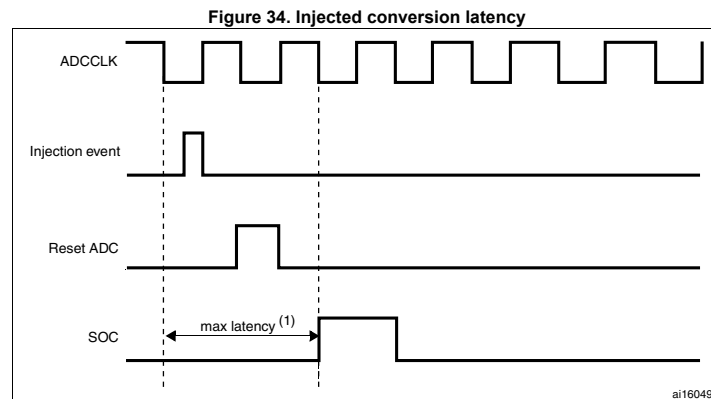 Figure 34. Injected conversion latency
ADCCLK
Injection event
Reset ADC
max latency (1)
SOC
ai16049